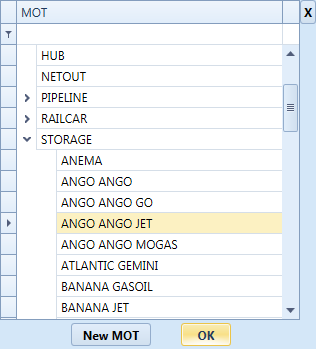 MOT
X
HUB
NETOUT
PIPELINE
RAILCAR
STORAGE
ANEMA
ANGO ANGO
ANGO ANGO GO
ANGO ANGO JET
ANGO ANGO MOGAS
ATLANTIC GEMINI
BANANA GASOIL
BANANA JET
New MOT
OK